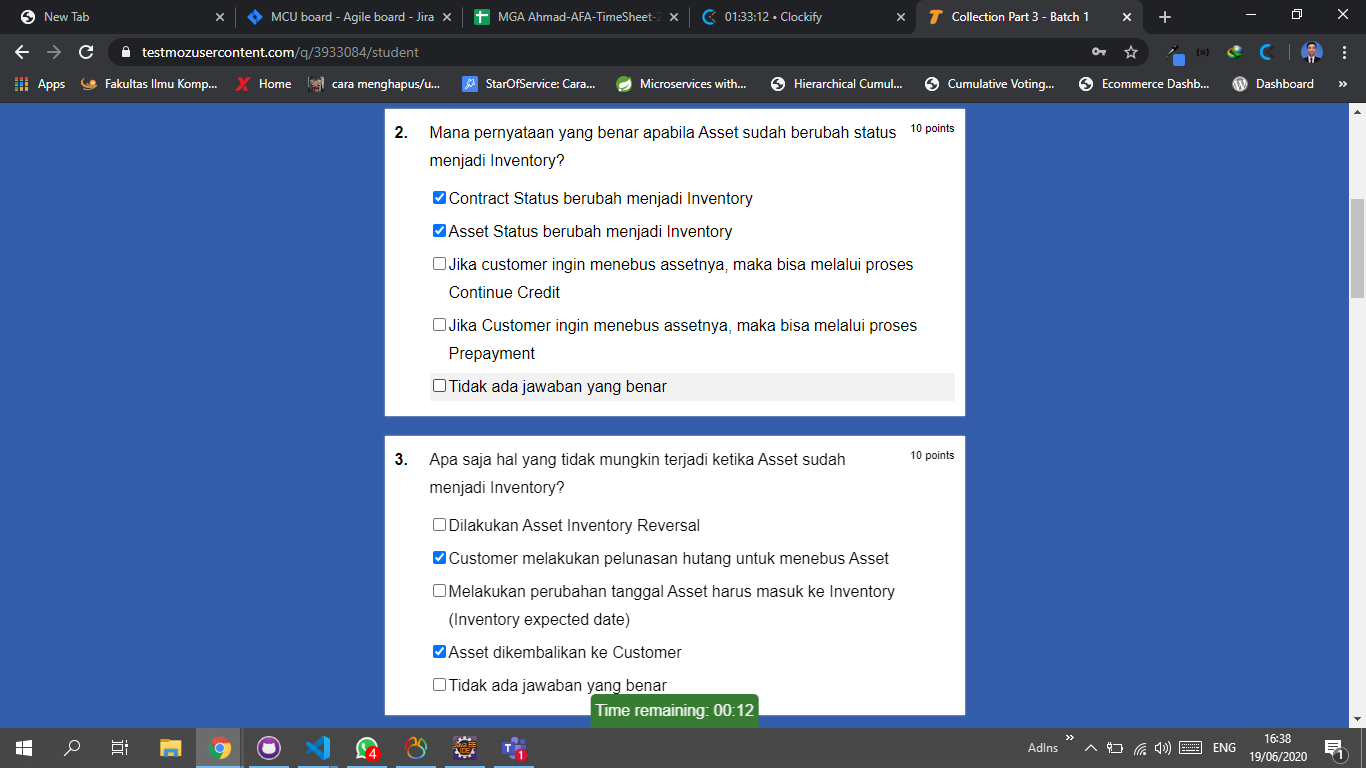 New Tab
MCU board - Agile board - Jira
MGA Ahmad-AFA-TimeSheet-2
01:33:12 • Clockify
Collection Part 3 - Batch 1
testmozusercontent.com/q/3933084/student
Apps
Fakultas Ilmu Komp...
Home
cara menghapus/u...
StarOfService: Cara...
Microservices with...
Hierarchical Cumul...
Cumulative Voting...
Ecommerce Dashb...
Dashboard
»
2. Mana pernyataan yang benar apabila Asset sudah berubah status 10 points
menjadi Inventory?
Contract Status berubah menjadi Inventory
Asset Status berubah menjadi Inventory
Jika customer ingin menebus assetnya, maka bisa melalui proses
Continue Credit
Jika Customer ingin menebus assetnya, maka bisa melalui proses
Prepayment
Tidak ada jawaban yang benar
3. Apa saja hal yang tidak mungkin terjadi ketika Asset sudah 10 points
menjadi Inventory?
Dilakukan Asset Inventory Reversal
Customer melakukan pelunasan hutang untuk menebus Asset
Melakukan perubahan tanggal Asset harus masuk ke Inventory
(Inventory expected date)
Asset dikembalikan ke Customer
Tidak ada jawaban yang benar
Time remaining: 00:12
4
1
AdIns
»
ENG
16:38
19/06/2020
1